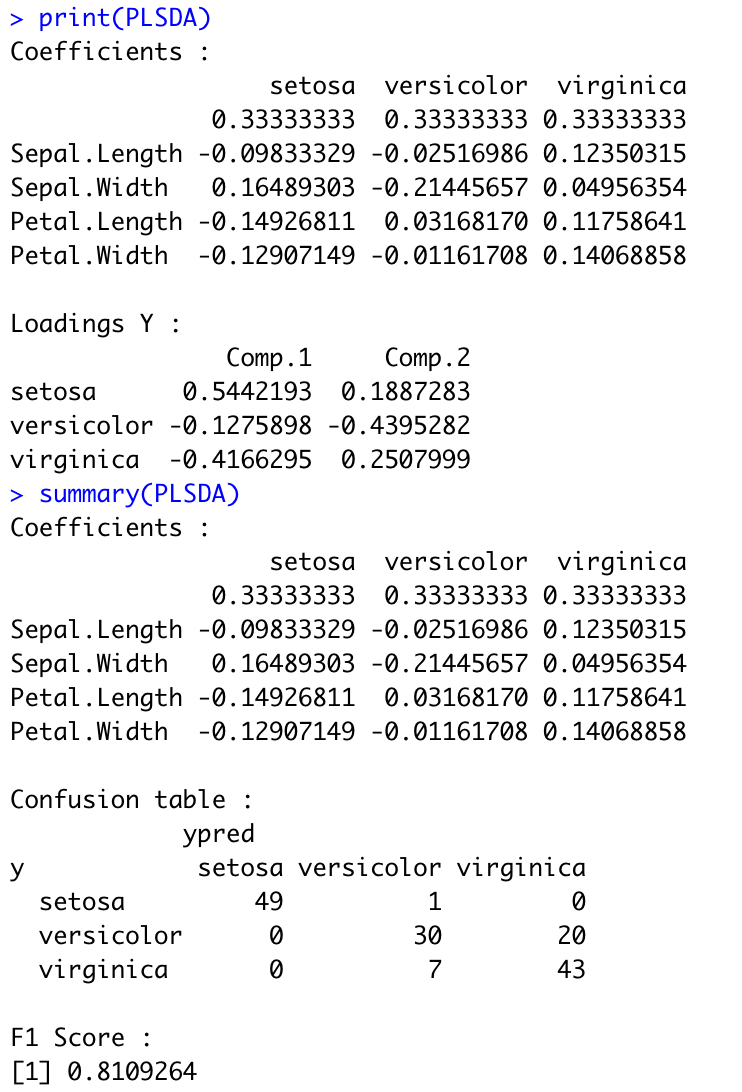 > print(PLSDA)
Coefficients :
                  setosa  versicolor  virginica
              0.33333333  0.33333333 0.33333333
Sepal.Length -0.09833329 -0.02516986 0.12350315
Sepal.Width   0.16489303 -0.21445657 0.04956354
Petal.Length -0.14926811  0.03168170 0.11758641
Petal.Width  -0.12907149 -0.01161708 0.14068858

Loadings Y :
               Comp.1     Comp.2
setosa      0.5442193  0.1887283
versicolor -0.1275898 -0.4395282
virginica  -0.4166295  0.2507999
> summary(PLSDA)
Coefficients :
                  setosa  versicolor  virginica
              0.33333333  0.33333333 0.33333333
Sepal.Length -0.09833329 -0.02516986 0.12350315
Sepal.Width   0.16489303 -0.21445657 0.04956354
Petal.Length -0.14926811  0.03168170 0.11758641
Petal.Width  -0.12907149 -0.01161708 0.14068858

Confusion table :
            ypred
y            setosa versicolor virginica
  setosa         49          1         0
  versicolor      0         30        20
  virginica       0          7        43

F1 Score :
[1] 0.8109264